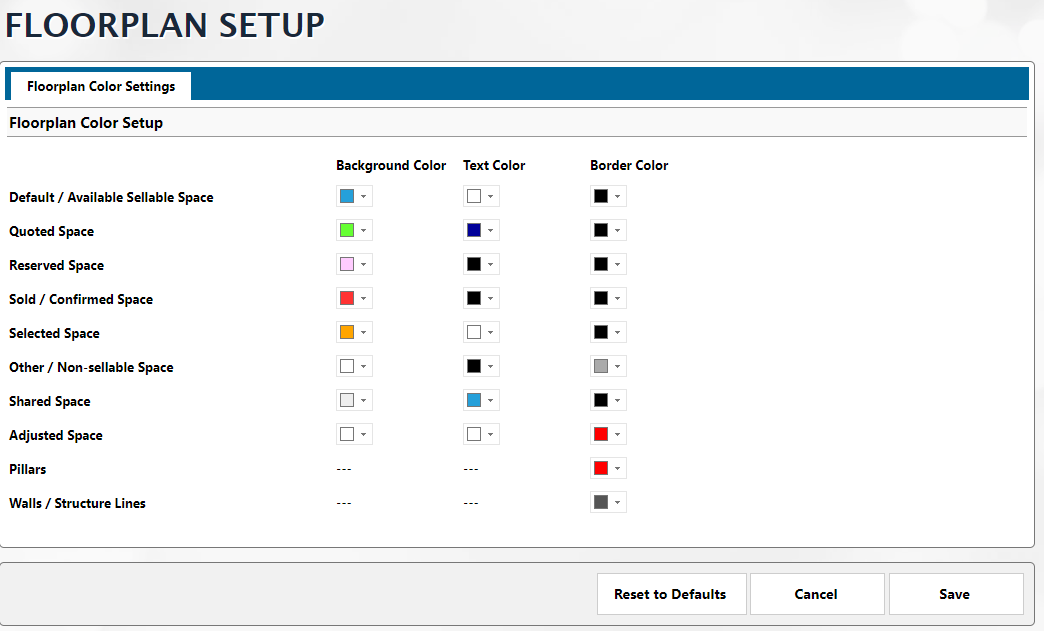 FLOORPLAN SETUP
Floorplan Color Settings
Floorplan Color Setup
Background Color Text Color Border Color
Default / Available Sellable Space
Quoted Space
Reserved Space
Sold / Confirmed Space
Selected Space
Other / Non-sellable Space
Shared Space
Adjusted Space
Pillars --- ---
Walls / Structure Lines --- ---
Reset to Defaults Cancel Save